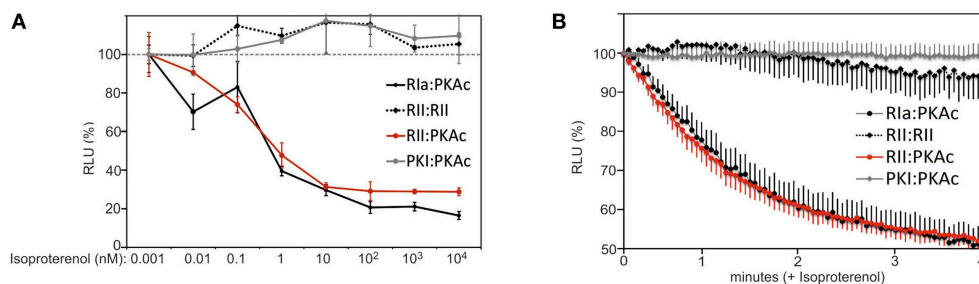 A
RLU (%)
120
100
80
60
40
20
0
RIa:PKAc
RII:RII
RII:PKAc
PKI:PKAc
Isoproterenol (nM): 0.001 0.01 0.1 1 10 10² 10³ 10⁴
B
RLU (%)
100
90
80
70
60
50
RIa:PKAc
RII:RII
RII:PKAc
PKI:PKAc
0 1 2 3 4
minutes (+ Isoproterenol)